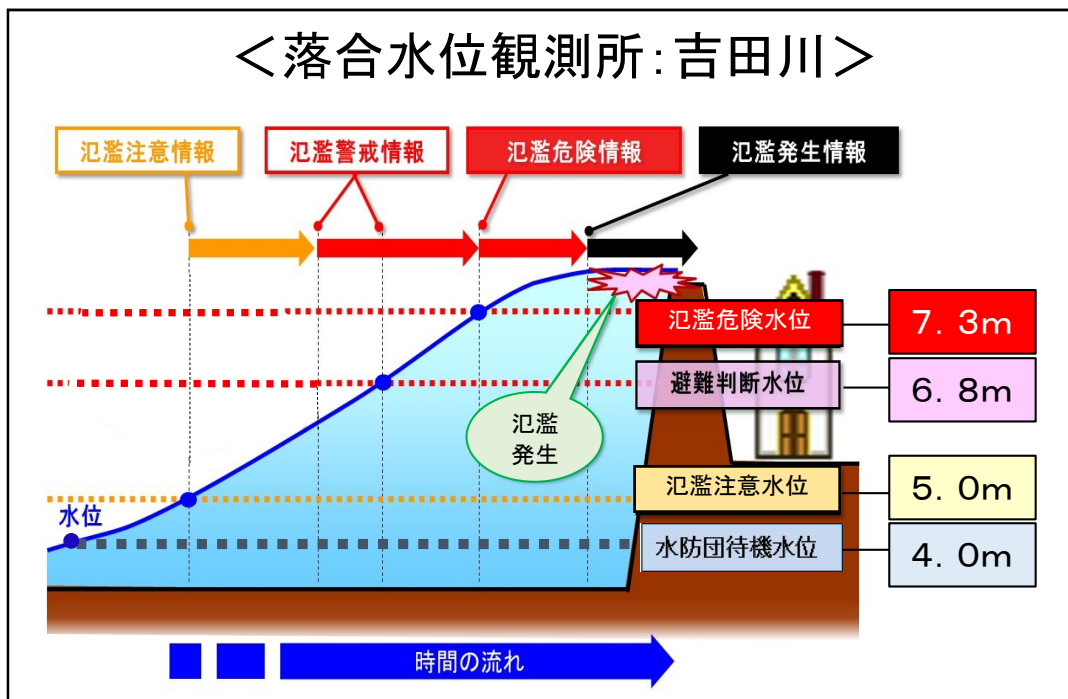 ＜落合水位観測所:吉田川＞
氾濫注意情報
氾濫警戒情報
氾濫危険情報
氾濫発生情報
氾濫危険水位
７．３ｍ
避難判断水位
６．８ｍ
氾濫
発生
氾濫注意水位
５．０ｍ
水位
水防団待機水位
４．０ｍ
時間の流れ